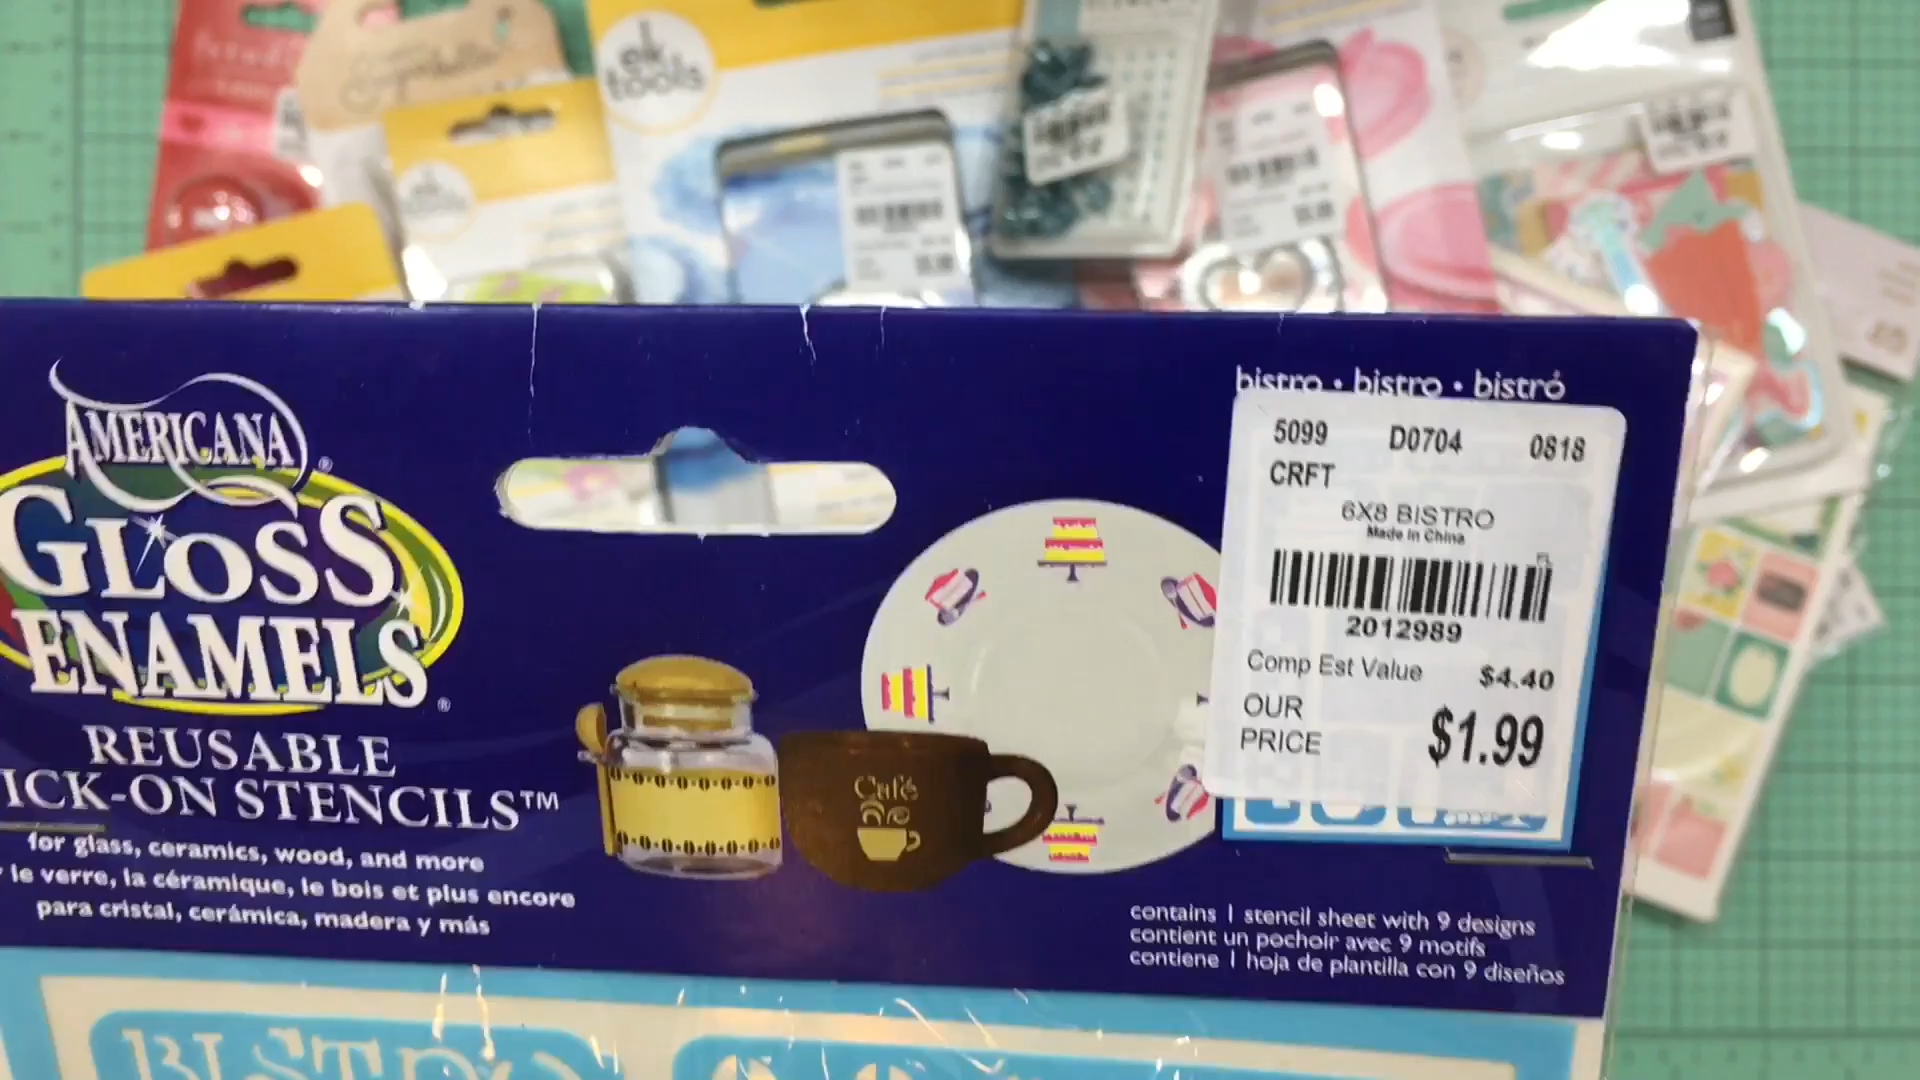 ek
tools
AMERICANA®
GLOSS
ENAMELS®
REUSABLE
ICK-ON STENCILS™
for glass, ceramics, wood, and more
le verre, la céramique, le bois et plus encore
para cristal, cerámica, madera y más
Café
bistro • bistro • bistró
5099 D0704 0818
CRFT
6X8 BISTRO
Made in China
2012989
Comp Est Value $4.40
OUR
PRICE $1.99
contains 1 stencil sheet with 9 designs
contient un pochoir avec 9 motifs
contiene 1 hoja de plantilla con 9 diseños
BISTRO